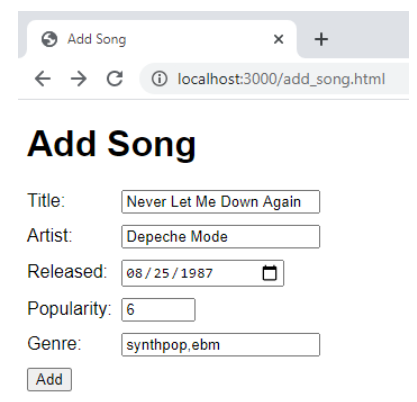 Add Song
localhost:3000/add_song.html
Add Song
Title: Never Let Me Down Again
Artist: Depeche Mode
Released: 08/25/1987
Popularity: 6
Genre: synthpop,ebm
Add